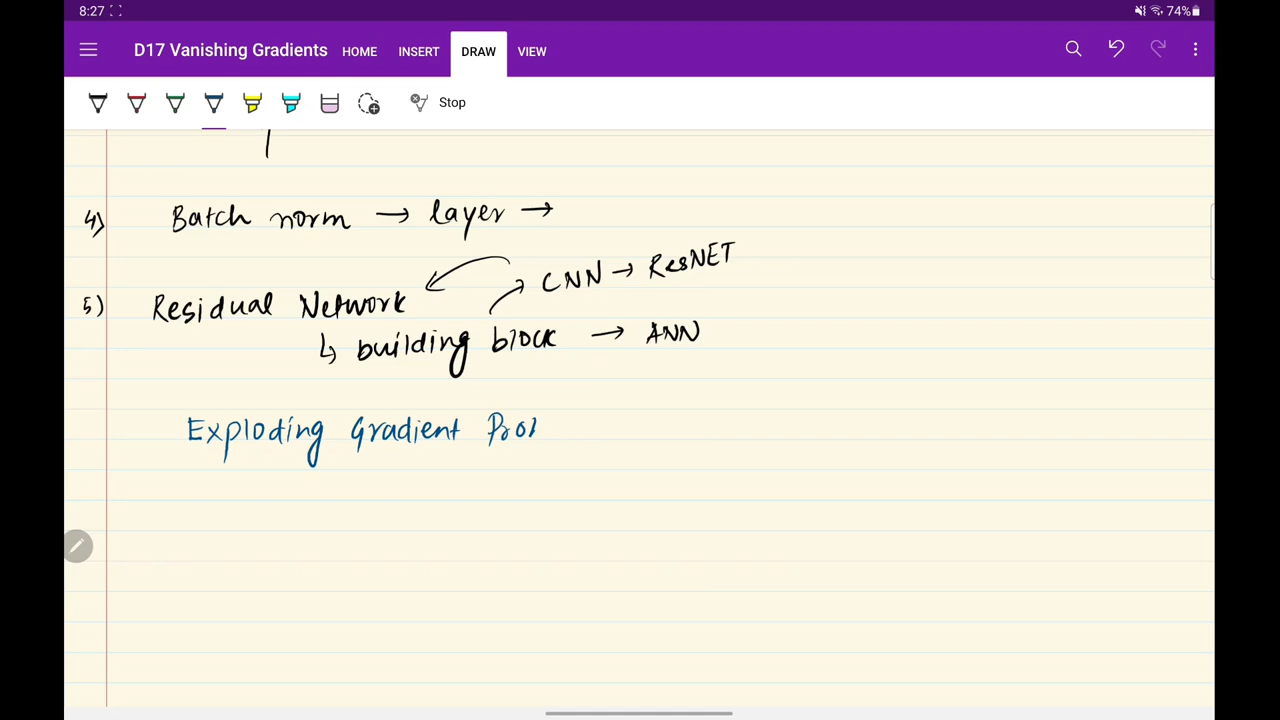 8:27 74%
D17 Vanishing Gradients HOME INSERT DRAW VIEW
Stop
4) Batch norm → layer →
CNN → ResNET
5) Residual Network
↳ building block → ANN
Exploding Gradient Pro